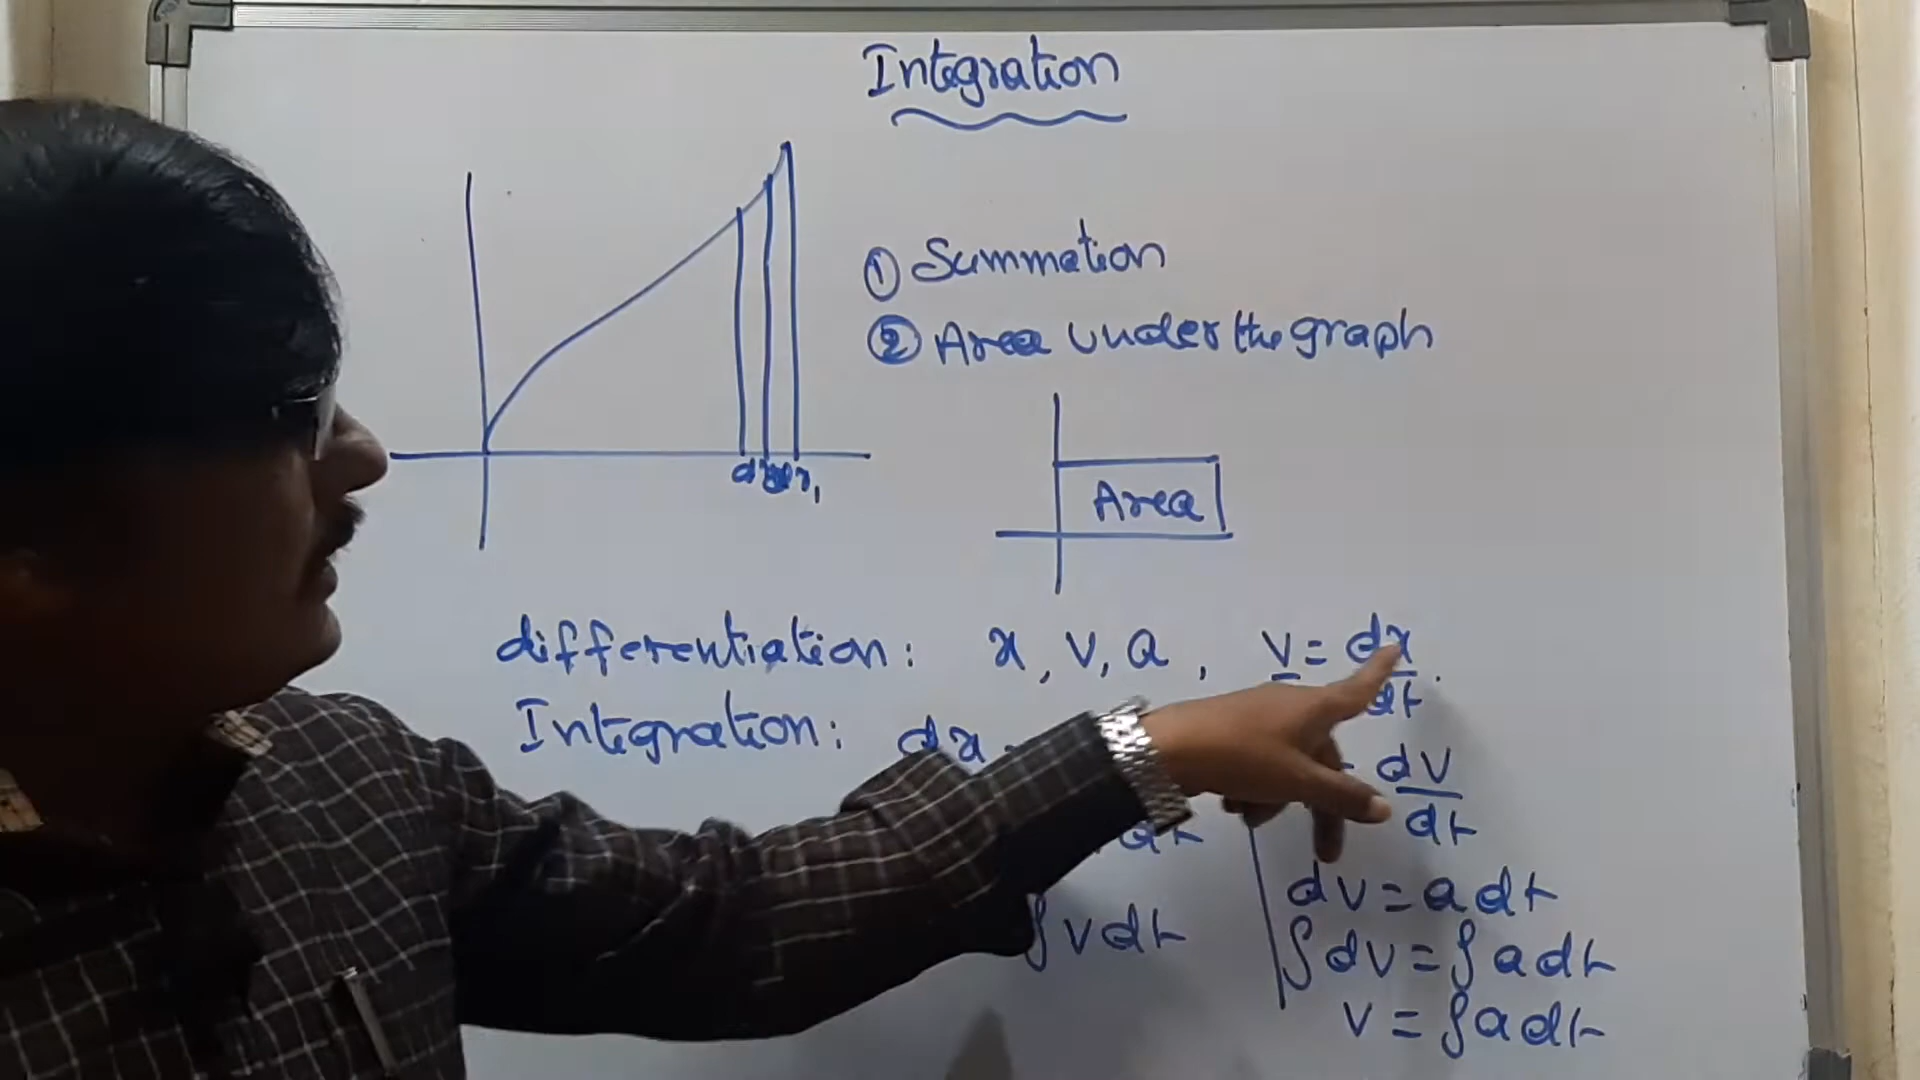 Integration
① Summation
② Area under the graph
Area
differentiation: x, v, a, v = dx/dt.
Integration: dx
dv/dt
dt
dv = a dt
∫ v dt
∫ dv = ∫ a dt
v = ∫ a dt